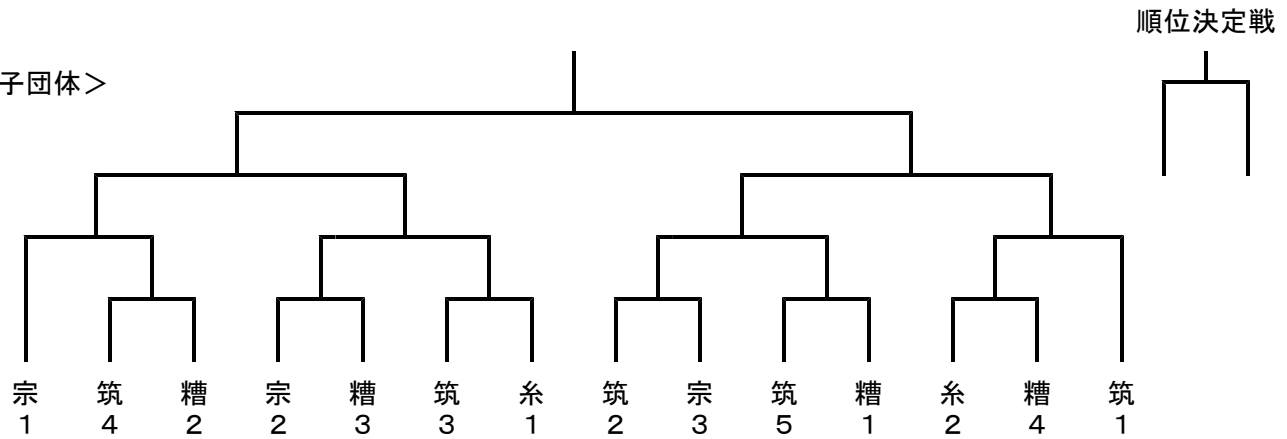 順位決定戦
子団体＞
宗 筑 糟 宗 糟 筑 糸 筑 宗 筑 糟 糸 糟 筑
1 4 2 2 3 3 1 2 3 5 1 2 4 1